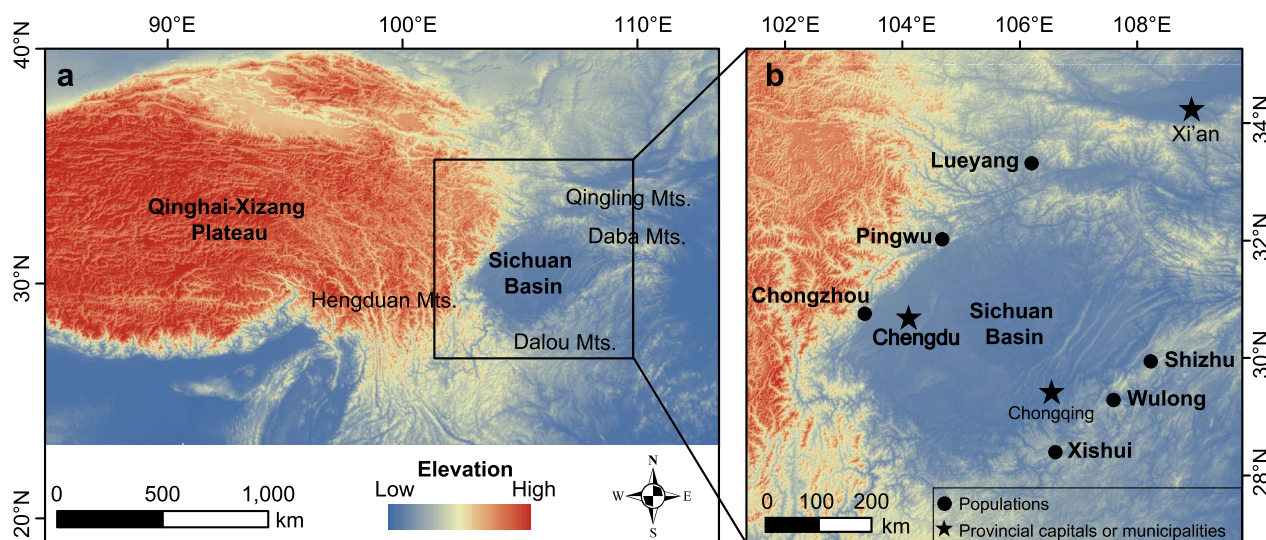 90°E
100°E
110°E
40°N
30°N
20°N
a
Qinghai-Xizang
Plateau
Qingling Mts.
Daba Mts.
Sichuan
Basin
Hengduan Mts.
Dalou Mts.
0
500
1,000
km
Elevation
Low
High
N
W
E
S
102°E
104°E
106°E
108°E
34°N
32°N
30°N
28°N
b
Xi'an
Lueyang
Pingwu
Chongzhou
Chengdu
Sichuan
Basin
Shizhu
Wulong
Chongqing
Xishui
0
100
200
km
Populations
Provincial capitals or municipalities